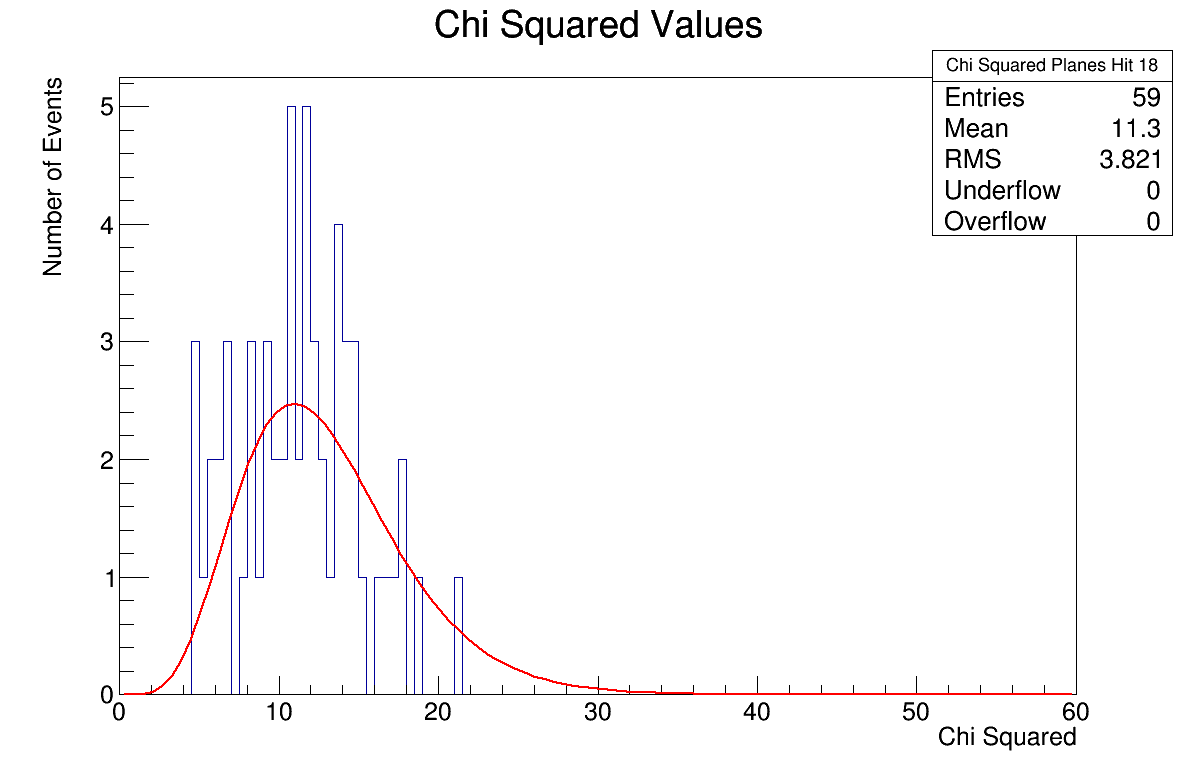 Chi Squared Values
Chi Squared Planes Hit 18
Entries 59
Mean 11.3
RMS 3.821
Underflow 0
Overflow 0
Number of Events
5
4
3
2
1
0
0 10 20 30 40 50 60
Chi Squared